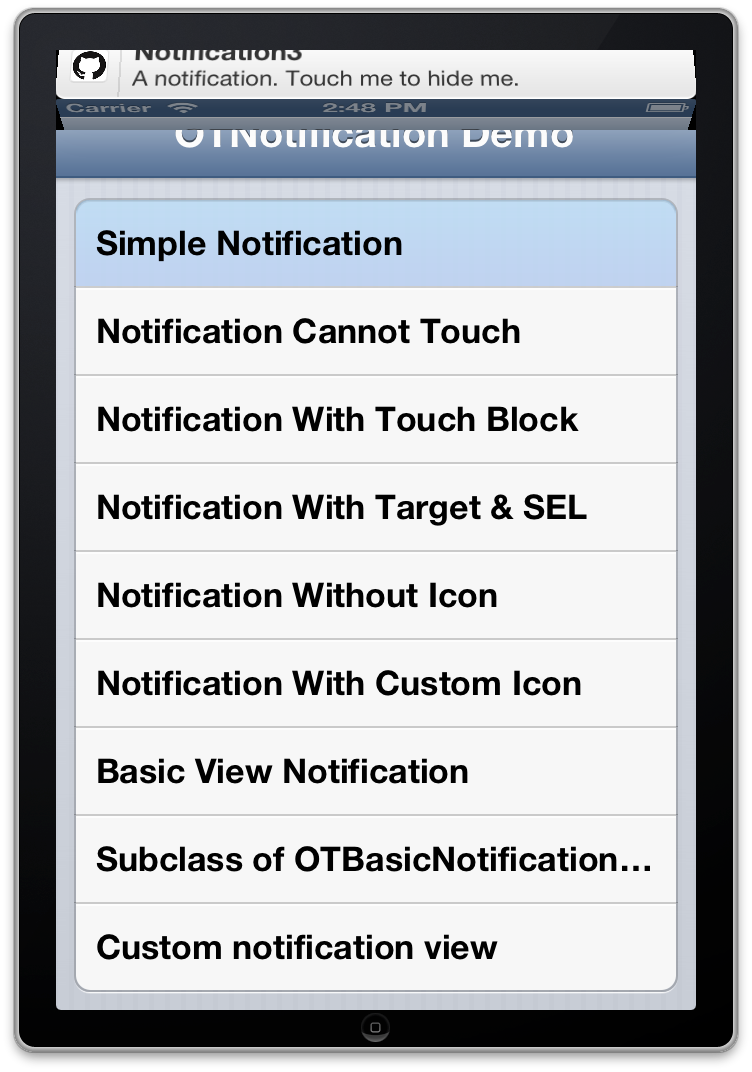 Notification3
A notification. Touch me to hide me.
Carrier 2:48 PM
OTNotification Demo
Simple Notification
Notification Cannot Touch
Notification With Touch Block
Notification With Target & SEL
Notification Without Icon
Notification With Custom Icon
Basic View Notification
Subclass of OTBasicNotification...
Custom notification view